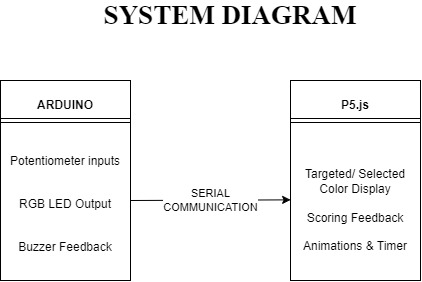 SYSTEM DIAGRAM
ARDUINO
Potentiometer inputs
RGB LED Output
Buzzer Feedback
SERIAL
COMMUNICATION
P5.js
Targeted/ Selected
Color Display
Scoring Feedback
Animations & Timer